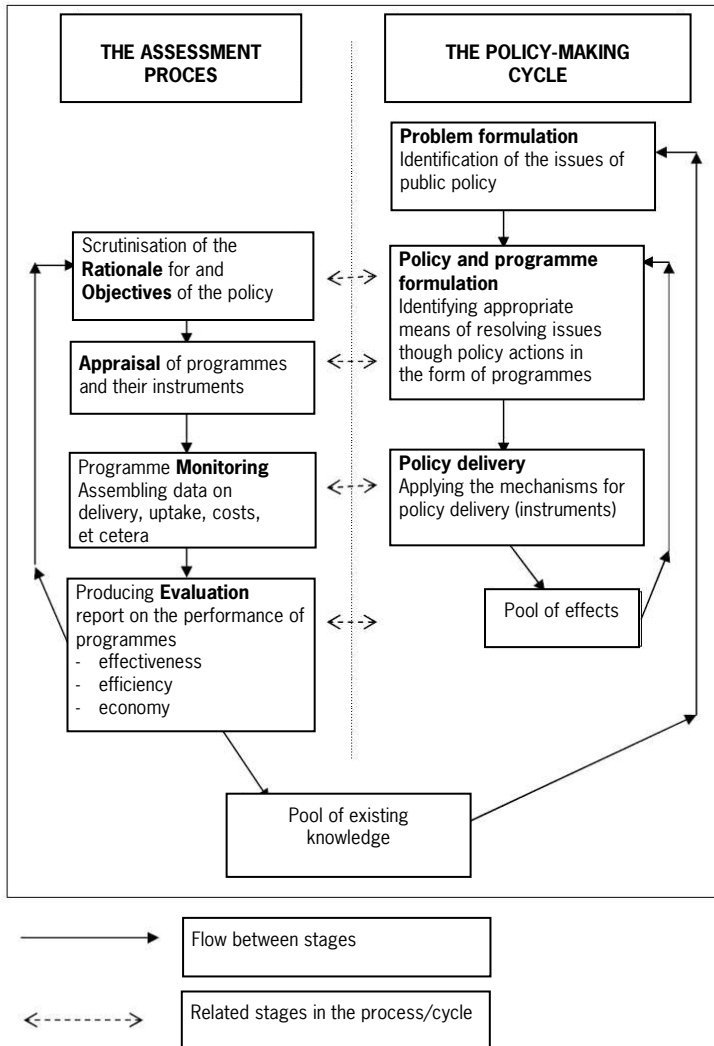 THE ASSESSMENT
PROCES
THE POLICY-MAKING
CYCLE
Problem formulation
Identification of the issues of
public policy
Scrutinisation of the
Rationale for and
Objectives of the policy
Policy and programme
formulation
Identifying appropriate
means of resolving issues
though policy actions in
the form of programmes
Appraisal of programmes
and their instruments
Programme Monitoring
Assembling data on
delivery, uptake, costs,
et cetera
Policy delivery
Applying the mechanisms for
policy delivery (instruments)
Producing Evaluation
report on the performance of
programmes
- effectiveness
- efficiency
- economy
Pool of effects
Pool of existing
knowledge
Flow between stages
Related stages in the process/cycle